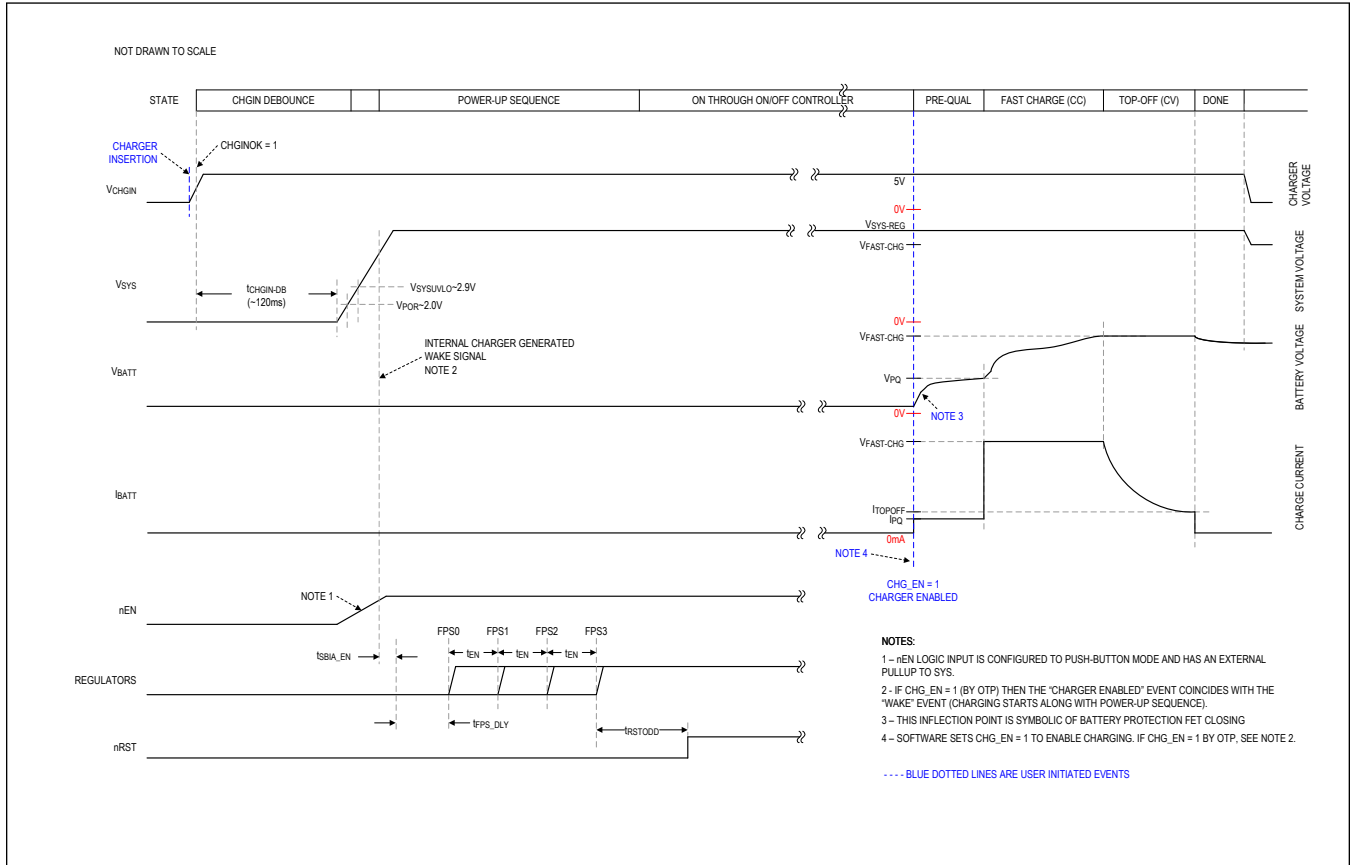 NOT DRAWN TO SCALE
STATE
CHGIN DEBOUNCE
POWER-UP SEQUENCE
ON THROUGH ON/OFF CONTROLLER
PRE-QUAL
FAST CHARGE (CC)
TOP-OFF (CV)
DONE
CHARGER
INSERTION
CHGINOK = 1
VCHGIN
5V
0V
CHARGER
VOLTAGE
VSYS
tCHGIN-DB
(~120ms)
VSYSUVLO~2.9V
VPOR~2.0V
VSYS-REG
VFAST-CHG
0V
SYSTEM VOLTAGE
VBATT
INTERNAL CHARGER GENERATED
WAKE SIGNAL
NOTE 2
VFAST-CHG
VPQ
0V
NOTE 3
BATTERY VOLTAGE
IBATT
VFAST-CHG
ITOPOFF
IPQ
0mA
CHARGE CURRENT
NOTE 4
CHG_EN = 1
CHARGER ENABLED
nEN
NOTE 1
REGULATORS
tSBIA_EN
FPS0
FPS1
FPS2
FPS3
tEN
tEN
tEN
tFPS_DLY
nRST
tRSTODD
NOTES:
1 – nEN LOGIC INPUT IS CONFIGURED TO PUSH-BUTTON MODE AND HAS AN EXTERNAL
PULLUP TO SYS.
2 - IF CHG_EN = 1 (BY OTP) THEN THE “CHARGER ENABLED” EVENT COINCIDES WITH THE
“WAKE” EVENT (CHARGING STARTS ALONG WITH POWER-UP SEQUENCE).
3 – THIS INFLECTION POINT IS SYMBOLIC OF BATTERY PROTECTION FET CLOSING
4 – SOFTWARE SETS CHG_EN = 1 TO ENABLE CHARGING. IF CHG_EN = 1 BY OTP, SEE NOTE 2.
- - - - BLUE DOTTED LINES ARE USER INITIATED EVENTS